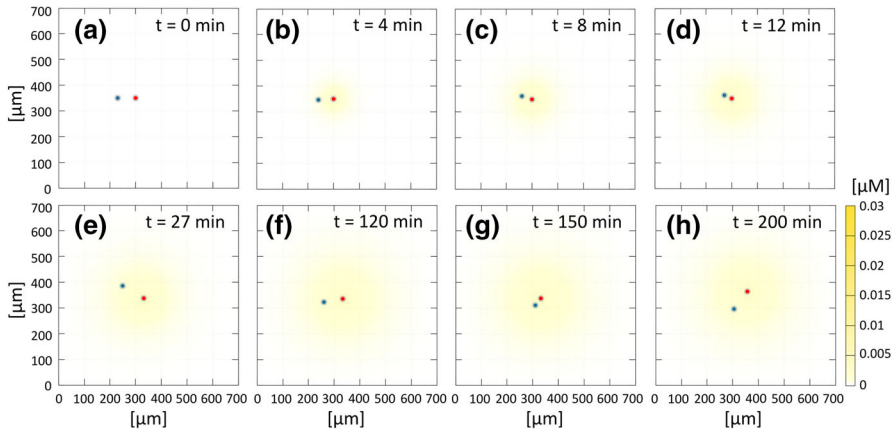 700
(a) t = 0 min
(b) t = 4 min
(c) t = 8 min
(d) t = 12 min
600
500
400
300
200
100
0
[µm]
[µM]
700
(e) t = 27 min
(f) t = 120 min
(g) t = 150 min
(h) t = 200 min
600
500
400
300
200
100
0
[µm]
0.03
0.025
0.02
0.015
0.01
0.005
0
0 100 200 300 400 500 600 700
0 100 200 300 400 500 600 700
0 100 200 300 400 500 600 700
0 100 200 300 400 500 600 700
[µm]
[µm]
[µm]
[µm]